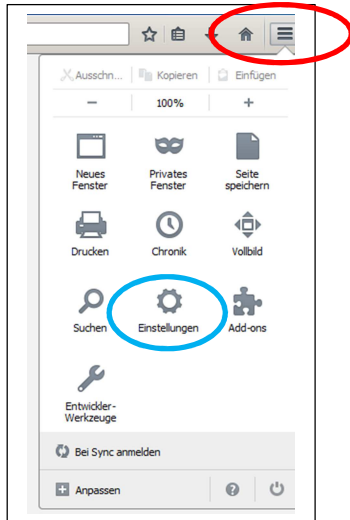 Ausschn... Kopieren Einfügen
− 100% +
Neues Fenster
Privates Fenster
Seite speichern
Drucken Chronik Vollbild
Suchen Einstellungen Add-ons
Entwickler-
Werkzeuge
Bei Sync anmelden
Anpassen